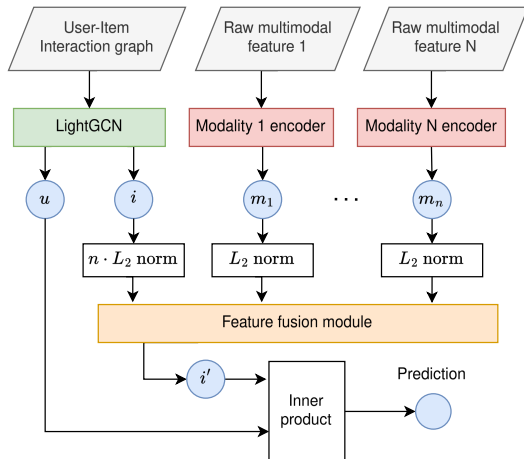 User-Item
Interaction graph
Raw multimodal
feature 1
Raw multimodal
feature N
LightGCN
Modality 1 encoder
Modality N encoder
u
i
m₁
. . .
mₙ
n · L₂ norm
L₂ norm
L₂ norm
Feature fusion module
i′
Prediction
Inner
product